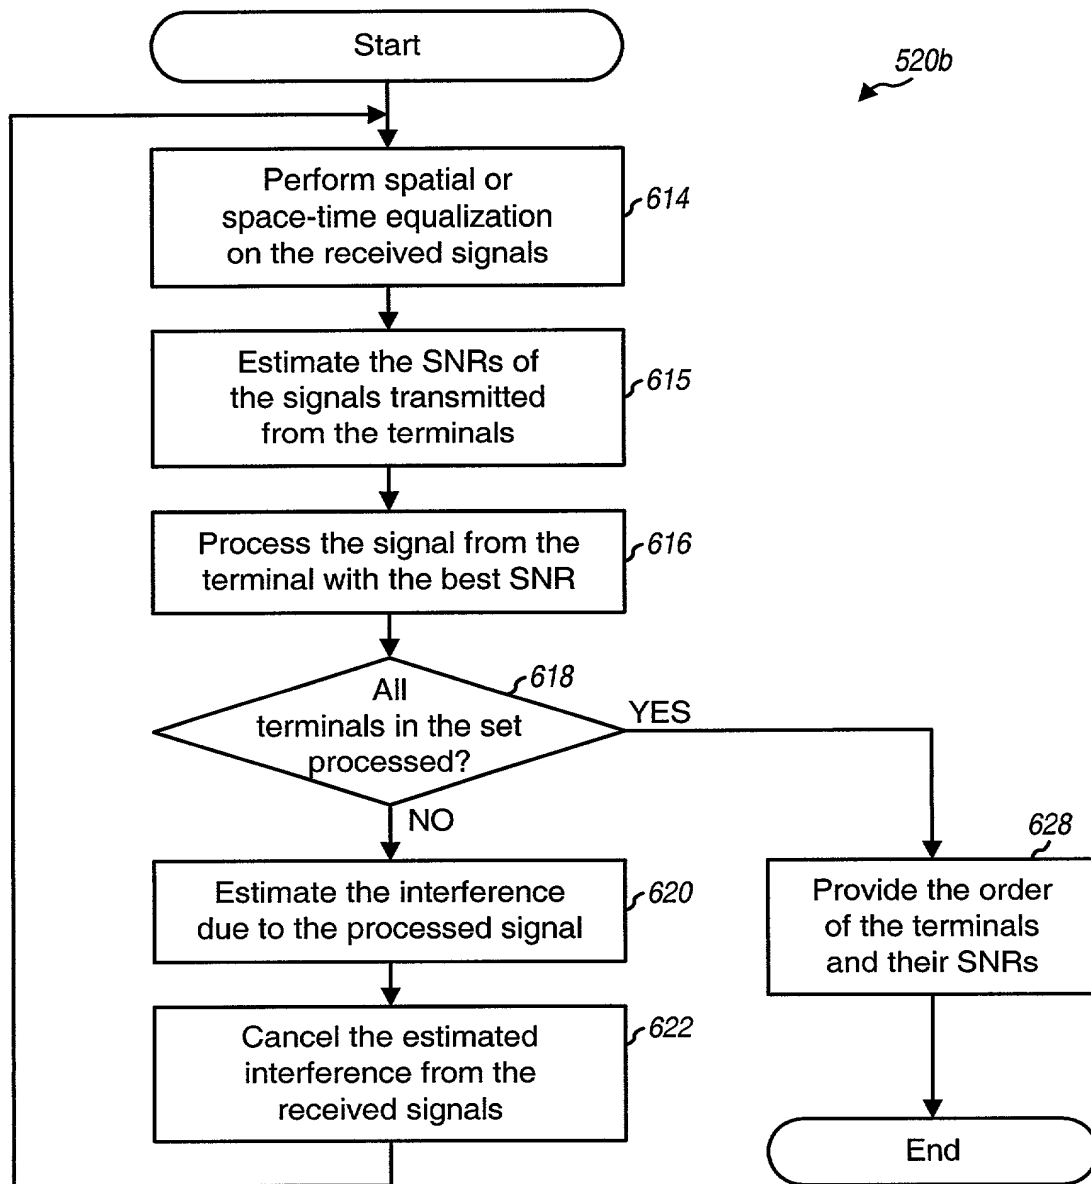 Start
520b
Perform spatial or
space-time equalization
on the received signals
614
Estimate the SNRs of
the signals transmitted
from the terminals
615
Process the signal from the
terminal with the best SNR
616
All
terminals in the set
processed?
618
YES
NO
Estimate the interference
due to the processed signal
620
628
Provide the order
of the terminals
and their SNRs
Cancel the estimated
interference from the
received signals
622
End